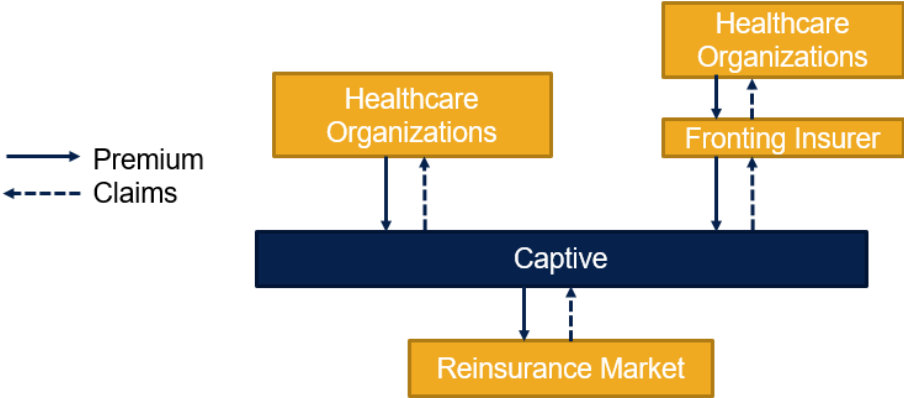 Healthcare
Organizations
Healthcare
Organizations
Fronting Insurer
Premium
Claims
Captive
Reinsurance Market